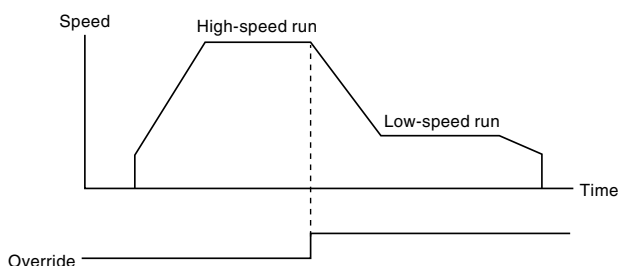 Speed
High-speed run
Low-speed run
Time
Override